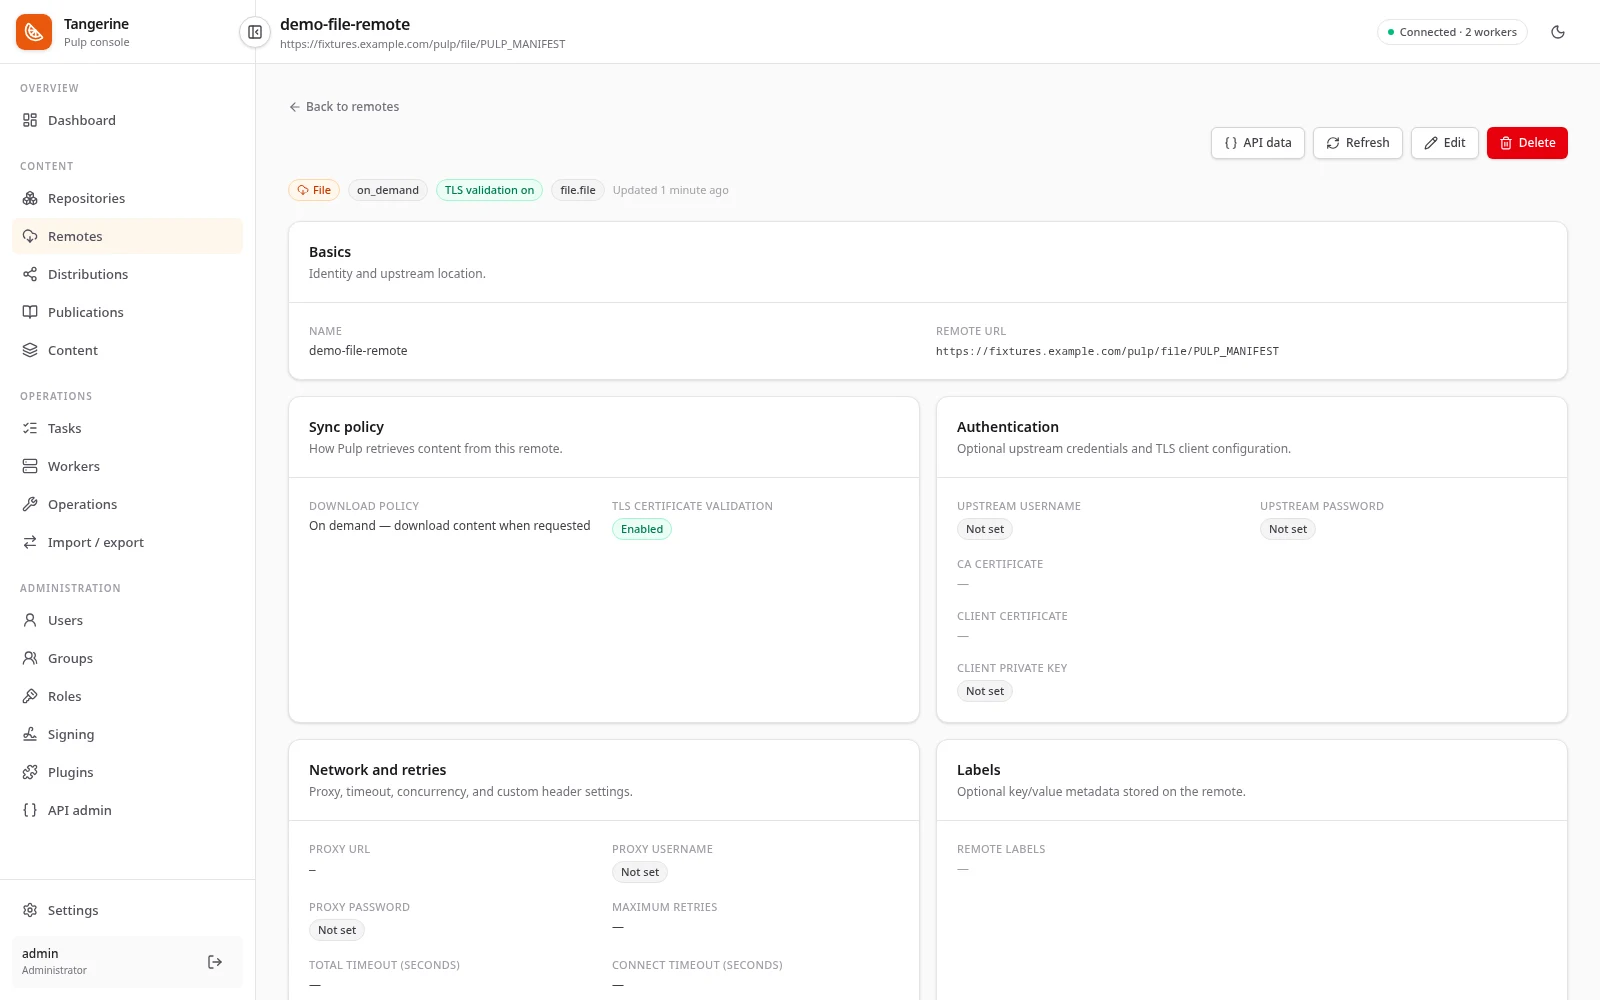 Tangerine
Pulp console
demo-file-remote
https://fixtures.example.com/pulp/file/PULP_MANIFEST
Connected · 2 workers
OVERVIEW
Dashboard
CONTENT
Repositories
Remotes
Distributions
Publications
Content
OPERATIONS
Tasks
Workers
Operations
Import / export
ADMINISTRATION
Users
Groups
Roles
Signing
Plugins
API admin
Settings
admin
Administrator
Back to remotes
API data
Refresh
Edit
Delete
File
on_demand
TLS validation on
file.file
Updated 1 minute ago
Basics
Identity and upstream location.
NAME
demo-file-remote
REMOTE URL
https://fixtures.example.com/pulp/file/PULP_MANIFEST
Sync policy
How Pulp retrieves content from this remote.
DOWNLOAD POLICY
On demand — download content when requested
TLS CERTIFICATE VALIDATION
Enabled
Authentication
Optional upstream credentials and TLS client configuration.
UPSTREAM USERNAME
Not set
UPSTREAM PASSWORD
Not set
CA CERTIFICATE
—
CLIENT CERTIFICATE
—
CLIENT PRIVATE KEY
Not set
Network and retries
Proxy, timeout, concurrency, and custom header settings.
PROXY URL
–
PROXY USERNAME
Not set
PROXY PASSWORD
Not set
MAXIMUM RETRIES
—
TOTAL TIMEOUT (SECONDS)
—
CONNECT TIMEOUT (SECONDS)
—
Labels
Optional key/value metadata stored on the remote.
REMOTE LABELS
—